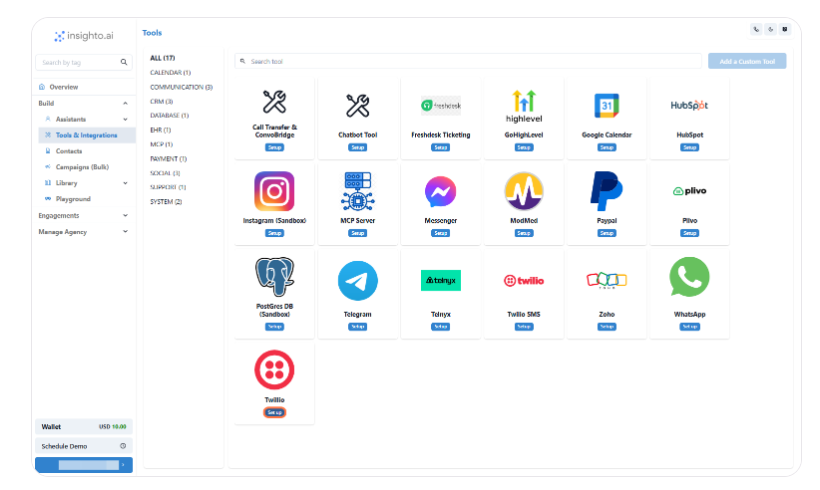 insighto.ai
Tools
Search by tag
Overview
Build
Assistants
Tools & Integrations
Contacts
Campaigns (Bulk)
Library
Playground
Engagements
Manage Agency
Wallet USD 10.00
Schedule Demo
ALL (17)
CALENDAR (1)
COMMUNICATION (3)
CRM (3)
DATABASE (1)
EHR (1)
MCP (1)
PAYMENT (1)
SOCIAL (3)
SUPPORT (1)
SYSTEM (2)
Search tool
Add a Custom Tool
Call Transfer &
ConvoBridge
Setup
Chatbot Tool
Setup
freshdesk
Freshdesk Ticketing
Setup
highlevel
GoHighLevel
Setup
31
Google Calendar
Setup
HubSpot
HubSpot
Setup
Instagram (Sandbox)
Setup
MCP Server
Setup
Messenger
Setup
ModMed
Setup
Paypal
Setup
plivo
Plivo
Setup
PostGres DB
(Sandbox)
Setup
Telegram
Setup
telnyx
Telnyx
Setup
twilio
Twilio SMS
Setup
ZOHO
Zoho
Setup
WhatsApp
Set up
Twillio
Set up